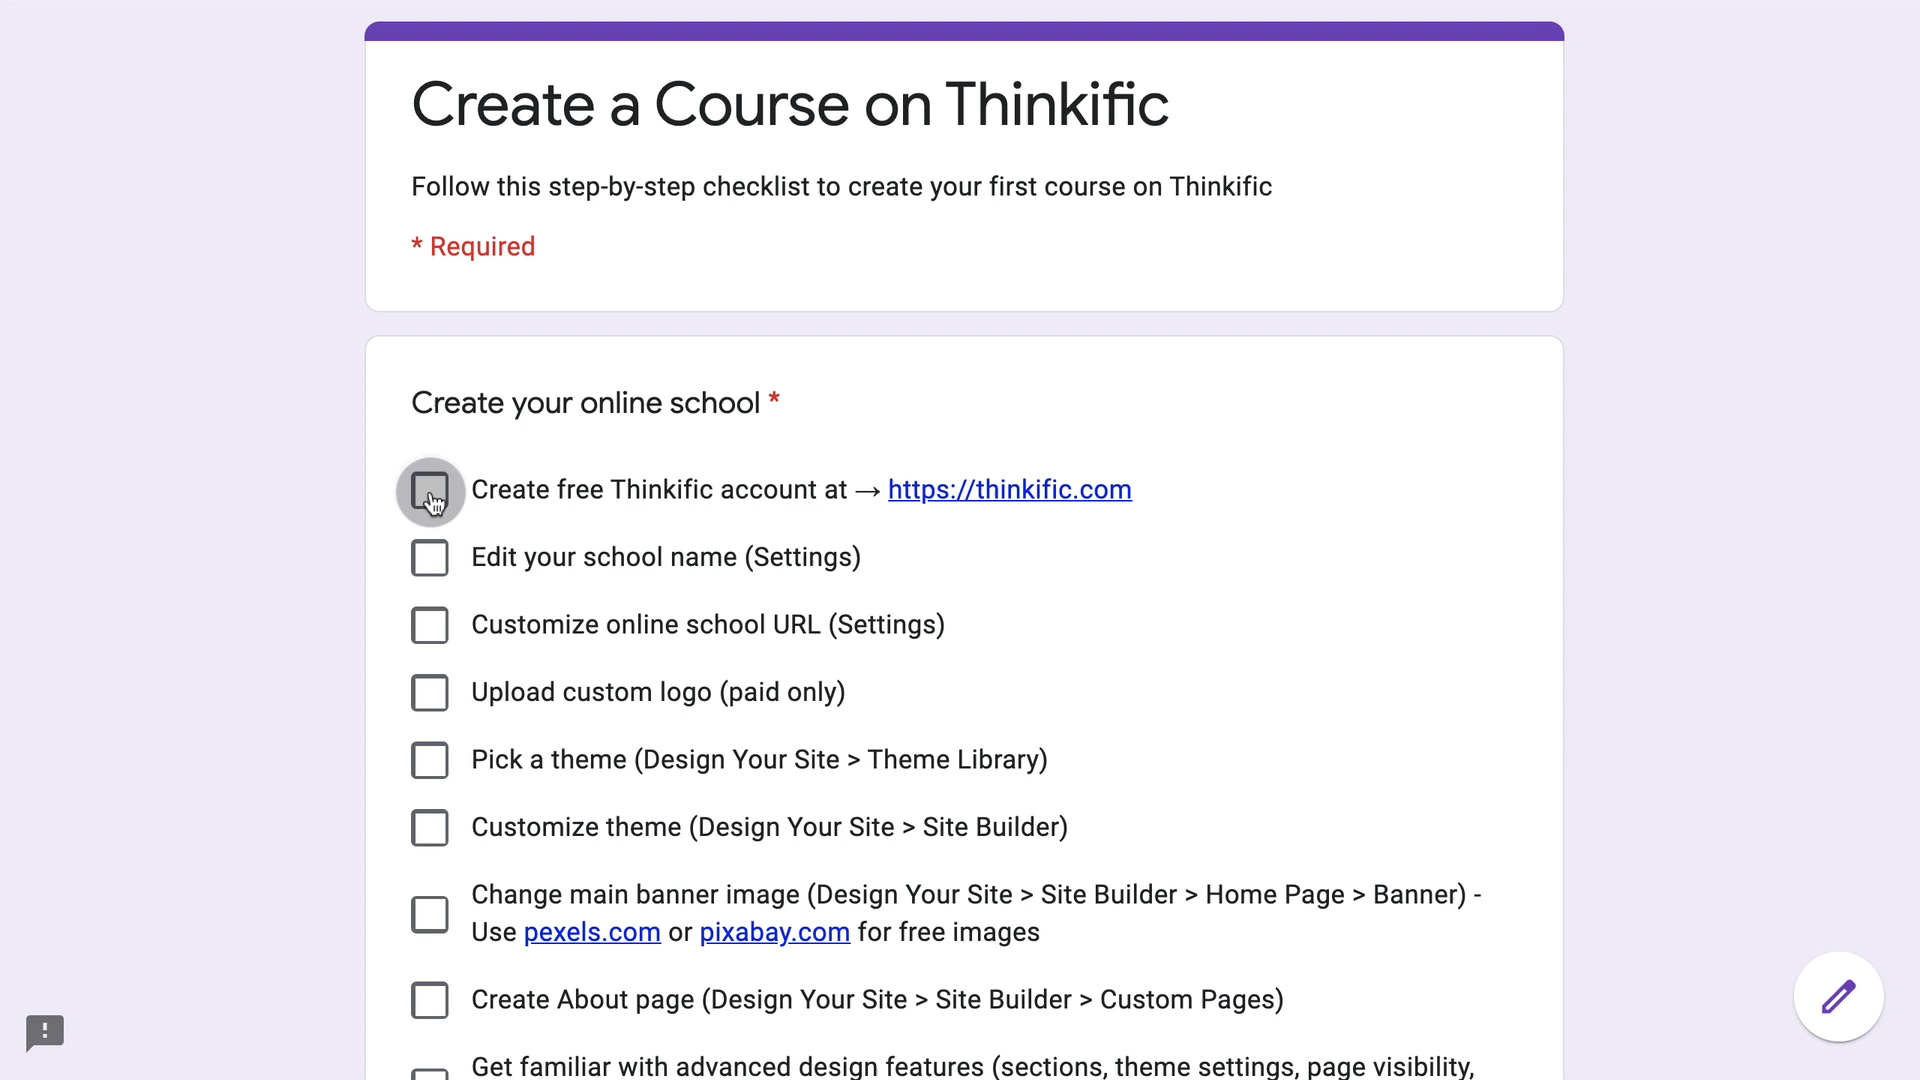 Create a Course on Thinkific
Follow this step-by-step checklist to create your first course on Thinkific
* Required
Create your online school *
Create free Thinkific account at → https://thinkific.com
Edit your school name (Settings)
Customize online school URL (Settings)
Upload custom logo (paid only)
Pick a theme (Design Your Site > Theme Library)
Customize theme (Design Your Site > Site Builder)
Change main banner image (Design Your Site > Site Builder > Home Page > Banner) -
Use pexels.com or pixabay.com for free images
Create About page (Design Your Site > Site Builder > Custom Pages)
Get familiar with advanced design features (sections, theme settings, page visibility,